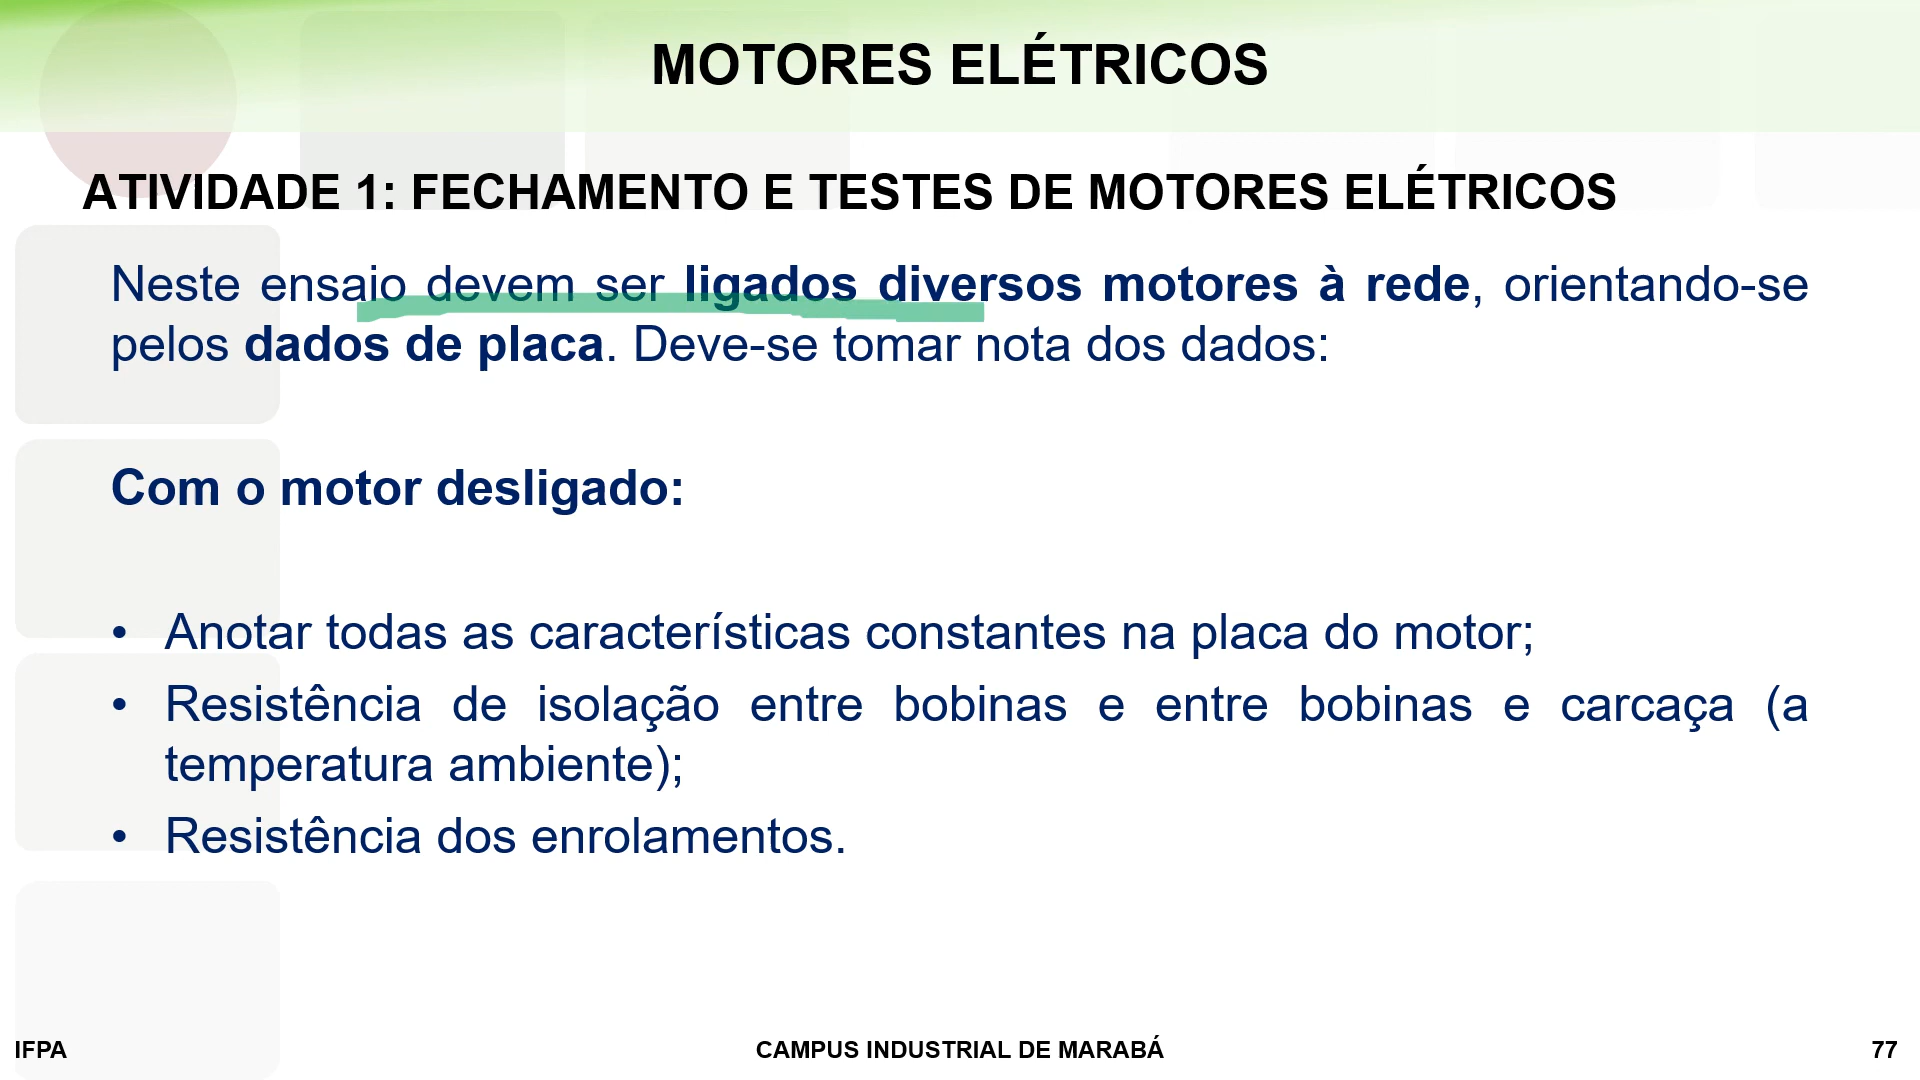 MOTORES ELÉTRICOS
ATIVIDADE 1: FECHAMENTO E TESTES DE MOTORES ELÉTRICOS
Neste ensaio devem ser ligados diversos motores à rede, orientando-se
pelos dados de placa. Deve-se tomar nota dos dados:
Com o motor desligado:
• Anotar todas as características constantes na placa do motor;
• Resistência de isolação entre bobinas e entre bobinas e carcaça (a
temperatura ambiente);
• Resistência dos enrolamentos.
IFPA
CAMPUS INDUSTRIAL DE MARABÁ
77